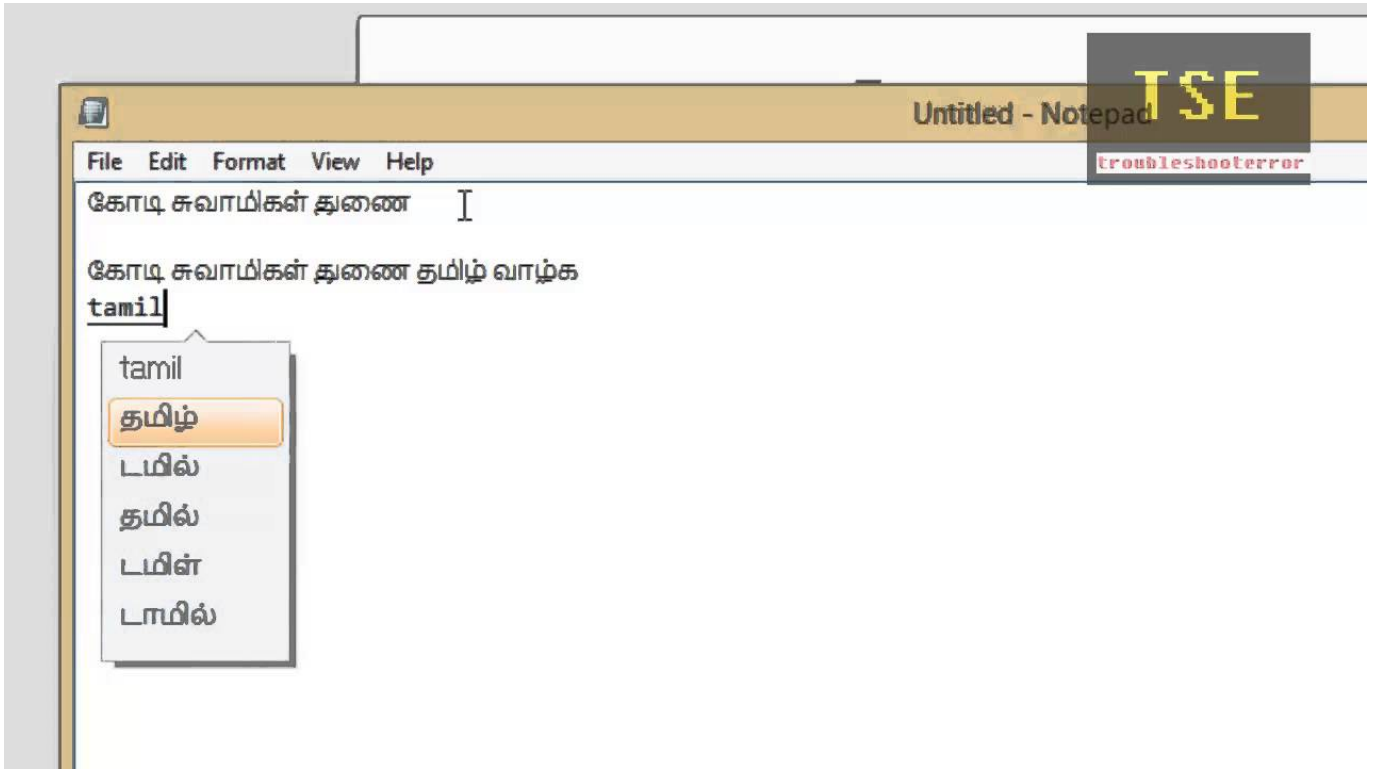 TSE
Untitled - Notepad
troubleshooterror
File Edit Format View Help
கோடி சுவாமிகள் துணை
கோடி சுவாமிகள் துணை தமிழ் வாழ்க
tamil
tamil
தமிழ்
டமில்
தமில்
டமிள்
டாமில்